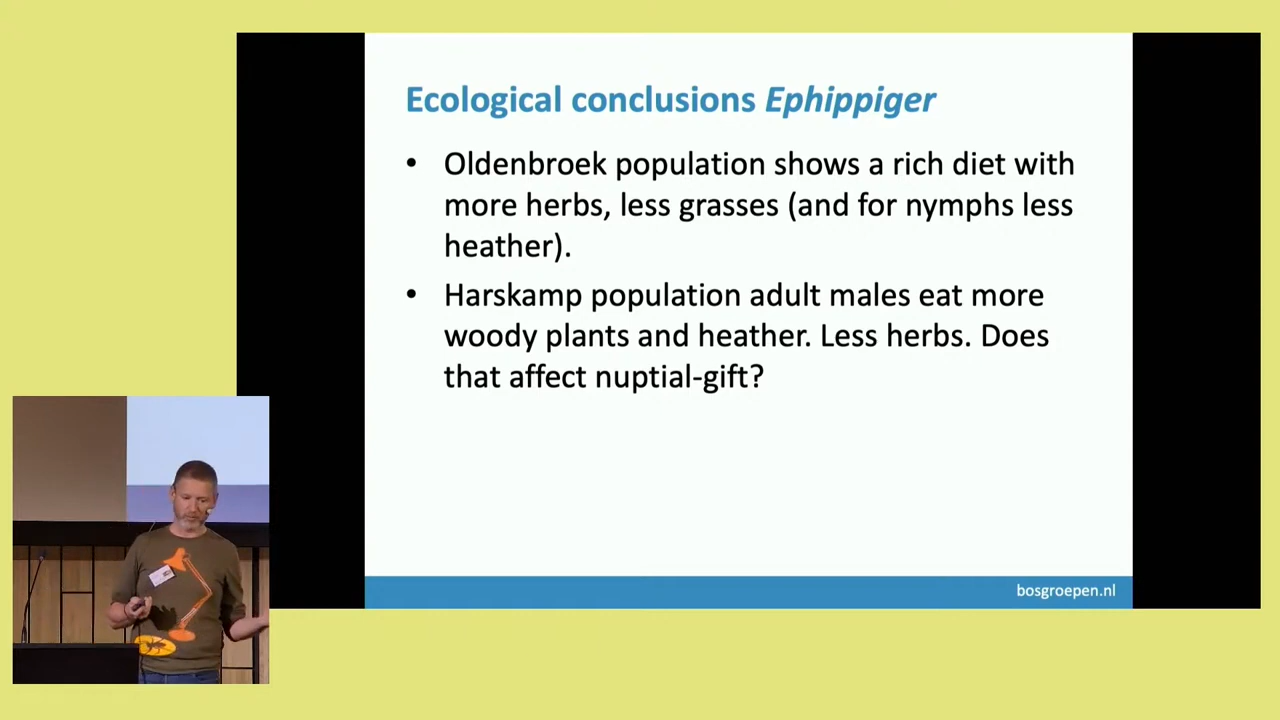 Ecological conclusions Ephippiger
• Oldenbroek population shows a rich diet with
more herbs, less grasses (and for nymphs less
heather).
• Harskamp population adult males eat more
woody plants and heather. Less herbs. Does
that affect nuptial-gift?
bosgroepen.nl